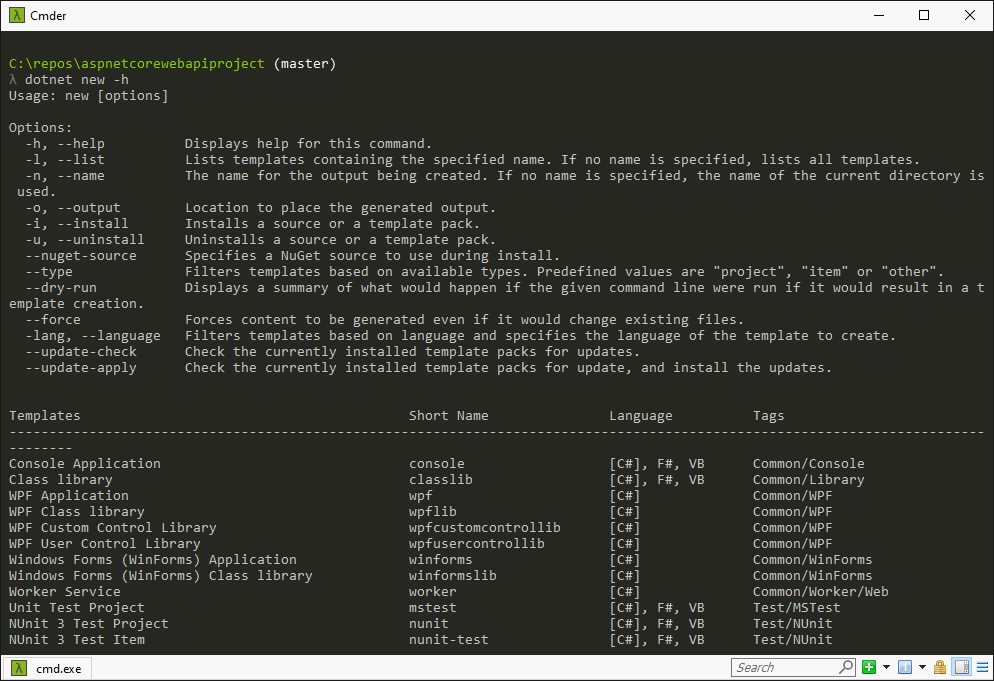 Cmder
C:\repos\aspnetcorewebapiproject (master)
λ dotnet new -h
Usage: new [options]
Options:
-h, --help          Displays help for this command.
-l, --list          Lists templates containing the specified name. If no name is specified, lists all templates.
-n, --name          The name for the output being created. If no name is specified, the name of the current directory is
used.
-o, --output        Location to place the generated output.
-i, --install       Installs a source or a template pack.
-u, --uninstall     Uninstalls a source or a template pack.
--nuget-source      Specifies a NuGet source to use during install.
--type              Filters templates based on available types. Predefined values are "project", "item" or "other".
--dry-run           Displays a summary of what would happen if the given command line were run if it would result in a t
emplate creation.
--force             Forces content to be generated even if it would change existing files.
-lang, --language   Filters templates based on language and specifies the language of the template to create.
--update-check      Check the currently installed template packs for updates.
--update-apply      Check the currently installed template packs for update, and install the updates.
Templates                                         Short Name               Language          Tags
--------------------------------------------------------------------------------------------------------------------------
--------
Console Application                               console                  [C#], F#, VB      Common/Console
Class library                                     classlib                 [C#], F#, VB      Common/Library
WPF Application                                   wpf                      [C#]              Common/WPF
WPF Class library                                 wpflib                   [C#]              Common/WPF
WPF Custom Control Library                        wpfcustomcontrollib      [C#]              Common/WPF
WPF User Control Library                          wpfusercontrollib        [C#]              Common/WPF
Windows Forms (WinForms) Application              winforms                 [C#]              Common/WinForms
Windows Forms (WinForms) Class library            winformslib              [C#]              Common/WinForms
Worker Service                                    worker                   [C#]              Common/Worker/Web
Unit Test Project                                 mstest                   [C#], F#, VB      Test/MSTest
NUnit 3 Test Project                              nunit                    [C#], F#, VB      Test/NUnit
NUnit 3 Test Item                                 nunit-test               [C#], F#, VB      Test/NUnit
cmd.exe
Search